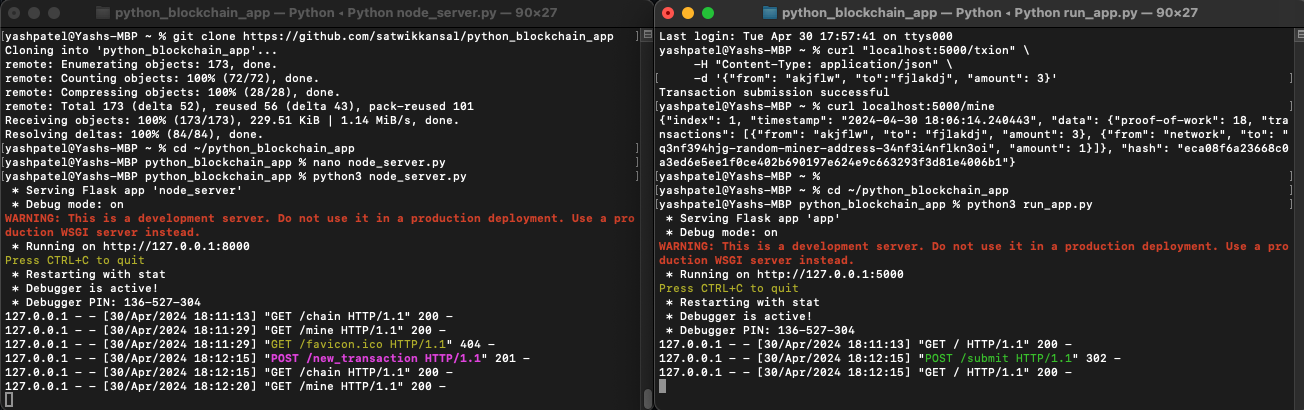 python_blockchain_app — Python ◂ Python node_server.py — 90×27
[yashpatel@Yashs-MBP ~ % git clone https://github.com/satwikkansal/python_blockchain_app ]
Cloning into 'python_blockchain_app'...
remote: Enumerating objects: 173, done.
remote: Counting objects: 100% (72/72), done.
remote: Compressing objects: 100% (28/28), done.
remote: Total 173 (delta 52), reused 56 (delta 43), pack-reused 101
Receiving objects: 100% (173/173), 229.51 KiB | 1.14 MiB/s, done.
Resolving deltas: 100% (84/84), done.
[yashpatel@Yashs-MBP ~ % cd ~/python_blockchain_app ]
[yashpatel@Yashs-MBP python_blockchain_app % nano node_server.py ]
[yashpatel@Yashs-MBP python_blockchain_app % python3 node_server.py ]
 * Serving Flask app 'node_server'
 * Debug mode: on
WARNING: This is a development server. Do not use it in a production deployment. Use a pro
duction WSGI server instead.
 * Running on http://127.0.0.1:8000
Press CTRL+C to quit
 * Restarting with stat
 * Debugger is active!
 * Debugger PIN: 136-527-304
127.0.0.1 - - [30/Apr/2024 18:11:13] "GET /chain HTTP/1.1" 200 -
127.0.0.1 - - [30/Apr/2024 18:11:29] "GET /mine HTTP/1.1" 200 -
127.0.0.1 - - [30/Apr/2024 18:11:29] "GET /favicon.ico HTTP/1.1" 404 -
127.0.0.1 - - [30/Apr/2024 18:12:15] "POST /new_transaction HTTP/1.1" 201 -
127.0.0.1 - - [30/Apr/2024 18:12:15] "GET /chain HTTP/1.1" 200 -
127.0.0.1 - - [30/Apr/2024 18:12:20] "GET /mine HTTP/1.1" 200 -
python_blockchain_app — Python ◂ Python run_app.py — 90×27
Last login: Tue Apr 30 17:57:41 on ttys000
yashpatel@Yashs-MBP ~ % curl "localhost:5000/txion" \
     -H "Content-Type: application/json" \
[     -d '{"from": "akjflw", "to":"fjlakdj", "amount": 3}' ]
Transaction submission successful
[yashpatel@Yashs-MBP ~ % curl localhost:5000/mine ]
{"index": 1, "timestamp": "2024-04-30 18:06:14.240443", "data": {"proof-of-work": 18, "tra
nsactions": [{"from": "akjflw", "to": "fjlakdj", "amount": 3}, {"from": "network", "to": "
q3nf394hjg-random-miner-address-34nf3i4nflkn3oi", "amount": 1}]}, "hash": "eca08f6a23668c0
a3ed6e5ee1f0ce402b690197e624e9c663293f3d81e4006b1"}
[yashpatel@Yashs-MBP ~ % ]
[yashpatel@Yashs-MBP ~ % cd ~/python_blockchain_app ]
[yashpatel@Yashs-MBP python_blockchain_app % python3 run_app.py ]
 * Serving Flask app 'app'
 * Debug mode: on
WARNING: This is a development server. Do not use it in a production deployment. Use a pro
duction WSGI server instead.
 * Running on http://127.0.0.1:5000
Press CTRL+C to quit
 * Restarting with stat
 * Debugger is active!
 * Debugger PIN: 136-527-304
127.0.0.1 - - [30/Apr/2024 18:11:13] "GET / HTTP/1.1" 200 -
127.0.0.1 - - [30/Apr/2024 18:12:15] "POST /submit HTTP/1.1" 302 -
127.0.0.1 - - [30/Apr/2024 18:12:15] "GET / HTTP/1.1" 200 -